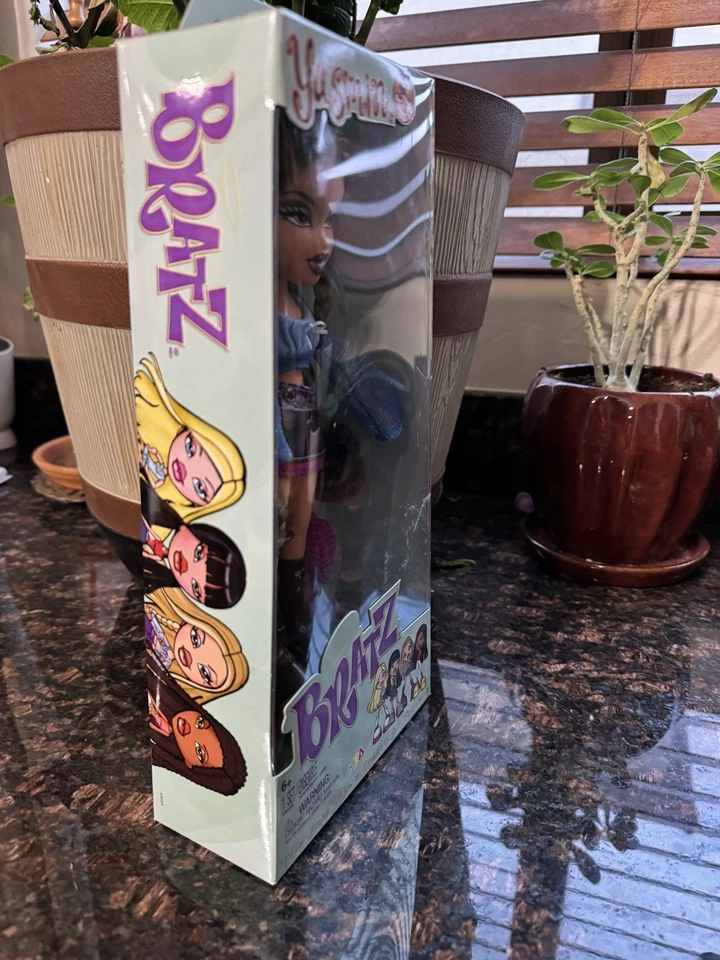 BRATZ
Yasmin
BRATZ
6+
WARNING: